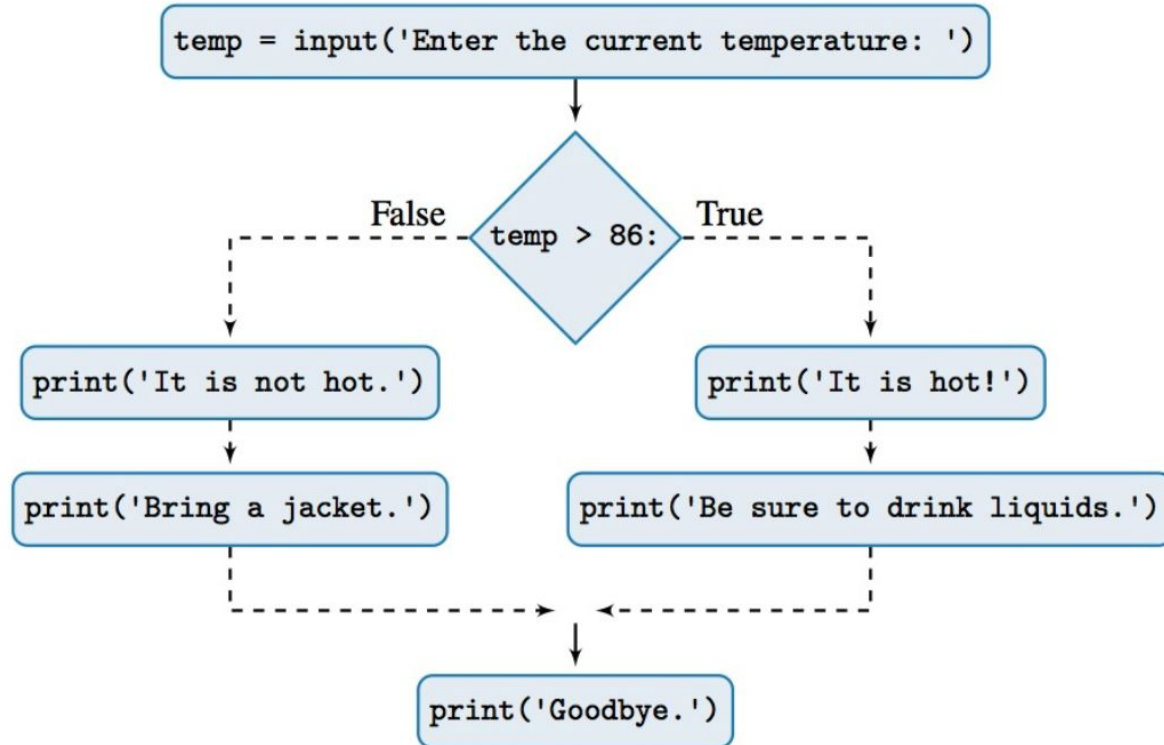 temp = input('Enter the current temperature: ')
False
True
temp > 86:
print('It is not hot.')
print('It is hot!')
print('Bring a jacket.')
print('Be sure to drink liquids.')
print('Goodbye.')